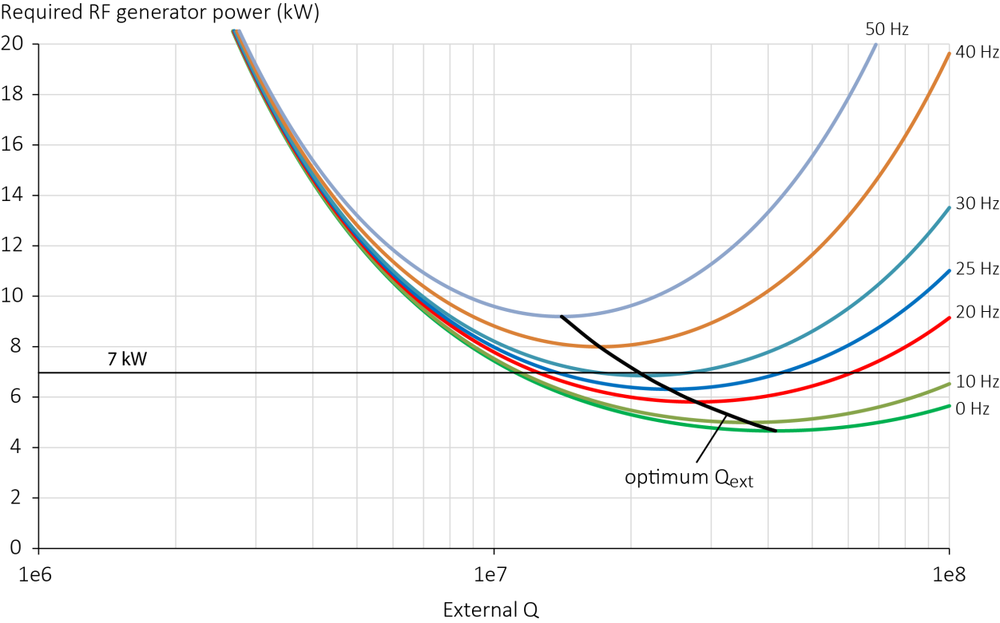 Required RF generator power (kW)
50 Hz
20
40 Hz
18
16
14
30 Hz
12
25 Hz
10
20 Hz
8
7 kW
6
10 Hz
0 Hz
4
optimum Qext
2
0
1e6
1e7
1e8
External Q